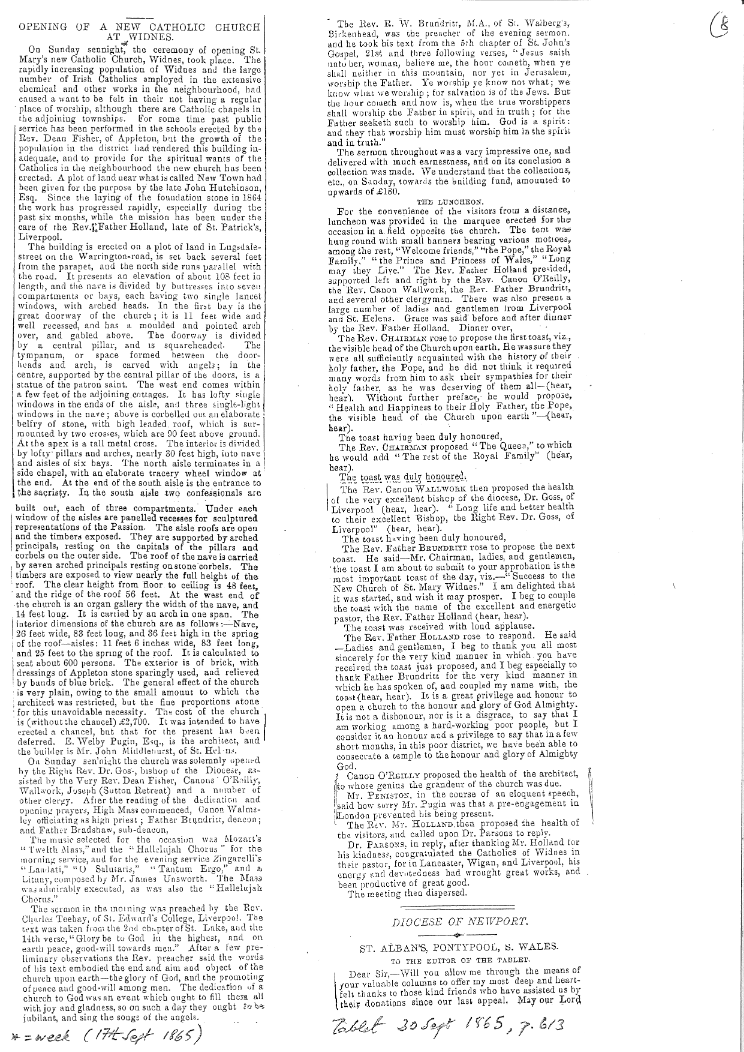 OPENING OF A NEW CATHOLIC CHURCH
AT WIDNES.
On Sunday sennight, the ceremony of opening St.
Mary's new Catholic Church, Widnes, took place. The
rapidly increasing population of Widnes and the large
number of Irish Catholics employed in the extensive
chemical and other works in the neighbourhood, had
caused a want to be felt in their not having a regular
place of worship, although there are Catholic chapels in
the adjoining townships. For some time past public
service has been performed in the schools erected by the
Rev. Dean Fisher, of Appleton, but the growth of the
population in the district had rendered this building in-
adequate, and to provide for the spiritual wants of the
Catholics in the neighbourhood the new church has been
erected. A plot of land near what is called New Town had
been given for the purpose by the late John Hutchinson,
Esq. Since the laying of the foundation stone in 1864
the work has progressed rapidly, especially during the
past six months, while the mission has been under the
care of the Rev. Father Holland, late of St. Patrick's,
Liverpool.
The building is erected on a plot of land in Lugsdale-
street on the Warrington-road, is set back several feet
from the parapet, and the north side runs parallel with
the road. It presents an elevation of about 108 feet in
length, and the nave is divided by buttresses into seven
compartments or bays, each having two single lancet
windows, with arched heads. In the first bay is the
great doorway of the church; it is 11 feet wide and
well recessed, and has a moulded and pointed arch
over, and gabled above. The doorway is divided
by a central pillar, and is squareheaded. The
tympanum, or space formed between the door-
heads and arch, is carved with angels; in the
centre, supported by the central pillar of the doors, is a
statue of the patron saint. The west end comes within
a few feet of the adjoining cottages. It has lofty single
windows in the ends of the aisle, and three single-light
windows in the nave; above is corbelled out an elaborate
belfry of stone, with high leaded roof, which is sur-
mounted by two crosses, which are 90 feet above ground.
At the apex is a tall metal cross. The interior is divided
by lofty pillars and arches, nearly 30 feet high, into nave
and aisles of six bays. The north aisle terminates in a
side chapel, with an elaborate tracery wheel window at
the end. At the end of the south aisle is the entrance to
the sacristy. In the south aisle two confessionals are
built out, each of three compartments. Under each
window of the aisles are panelled recesses for sculptured
representations of the Passion. The aisle roofs are open
and the timbers exposed. They are supported by arched
principals, resting on the capitals of the pillars and
corbels on the outer side. The roof of the nave is carried
by seven arched principals resting on stone corbels. The
timbers are exposed to view nearly the full height of the
roof. The clear height from floor to ceiling is 48 feet,
and the ridge of the roof 56 feet. At the west end of
the church is an organ gallery the width of the nave, and
14 feet long. It is carried by an arch in one span. The
interior dimensions of the church are as follows:—Nave,
26 feet wide, 83 feet long, and 36 feet high in the spring
of the roof—aisles: 11 feet 6 inches wide, 83 feet long,
and 25 feet to the spring of the roof. It is calculated to
seat about 600 persons. The exterior is of brick, with
dressings of Appleton stone sparingly used, and relieved
by bands of blue brick. The general effect of the church
is very plain, owing to the small amount to which the
architect was restricted, but the fine proportions atone
for this unavoidable necessity. The cost of the church
is (without the chancel) £2,700. It was intended to have
erected a chancel, but that for the present has been
deferred. E. Welby Pugin, Esq., is the architect, and
the builder is Mr. John Middlehurst, of St. Helens.
On Sunday sen'night the church was solemnly opened
by the Right Rev. Dr. Goss, bishop of the Diocese, as-
sisted by the Very Rev. Dean Fisher, Canons O'Reilly,
Wallwork, Joseph (Sutton Retreat) and a number of
other clergy. After the reading of the dedication and
opening prayers, High Mass commenced, Canon Walms-
ley officiating as high priest; Father Brundritt, deacon;
and Father Bradshaw, sub-deacon.
The music selected for the occasion was Mozart's
"Twelth Mass," and the "Hallelujah Chorus" for the
morning service, and for the evening service Zingarelli's
"Laudati," "O Salutaris," "Tantum Ergo," and a
Litany, composed by Mr. James Unsworth. The Mass
was admirably executed, as was also the "Hallelujah
Chorus."
The sermon in the morning was preached by the Rev.
Charles Teebay, of St. Edward's College, Liverpool. The
text was taken from the 2nd chapter of St. Luke, and the
14th verse, "Glory be to God in the highest, and on
earth peace, good-will towards men." After a few pre-
liminary observations the Rev. preacher said the words
of his text embodied the end and aim and object of the
church upon earth—the glory of God, and the promoting
of peace and good-will among men. The dedication of a
church to God was an event which ought to fill them all
with joy and gladness, so on such a day they ought to be
jubilant, and sing the songs of the angels.
* = week (17th Sept 1865)
8
The Rev. R. W. Brundritt, M.A., of St. Walberg's,
Birkenhead, was the preacher of the evening sermon,
and he took his text from the 5th chapter of St. John's
Gospel, 21st and three following verses, "Jesus saith
unto her, woman, believe me, the hour cometh, when ye
shall neither in this mountain, nor yet in Jerusalem,
worship the Father. Ye worship ye know not what; we
know what we worship; for salvation is of the Jews. But
the hour cometh and now is, when the true worshippers
shall worship the Father in spirit, and in truth; for the
Father seeketh such to worship him. God is a spirit:
and they that worship him must worship him in the spirit
and in truth."
The sermon throughout was a very impressive one, and
delivered with much earnestness, and on its conclusion a
collection was made. We understand that the collections,
etc., on Sunday, towards the building fund, amounted to
upwards of £180.
THE LUNCHEON.
For the convenience of the visitors from a distance,
luncheon was provided in the marquee erected for the
occasion in a field opposite the church. The tent was
hung round with small banners bearing various mottoes,
among the rest, "Welcome friends," "the Pope," the Royal
Family," "the Prince and Princess of Wales," "Long
may they Live." The Rev. Father Holland presided,
supported left and right by the Rev. Canon O'Reilly,
the Rev. Canon Wallwork, the Rev. Father Brundritt,
and several other clergymen. There was also present a
large number of ladies and gentlemen from Liverpool
and St. Helens. Grace was said before and after dinner
by the Rev. Father Holland. Dinner over,
The Rev. CHAIRMAN rose to propose the first toast, viz.,
the visible head of the Church upon earth. He was sure they
were all sufficiently acquainted with the history of their
holy father, the Pope, and he did not think it required
many words from him to ask their sympathies for their
holy father, as he was deserving of them all—(hear,
hear). Without further preface, he would propose,
"Health and Happiness to their Holy Father, the Pope,
the visible head of the Church upon earth"—(hear,
hear).
The toast having been duly honoured,
The Rev. CHAIRMAN proposed "The Queen," to which
he would add "The rest of the Royal Family" (hear,
hear).
The toast was duly honoured.
The Rev. Canon WALLWORK then proposed the health
of the very excellent bishop of the diocese, Dr. Goss, of
Liverpool (hear, hear). "Long life and better health
to their excellent Bishop, the Right Rev. Dr. Goss, of
Liverpool" (hear, hear).
The toast having been duly honoured,
The Rev. Father BRUNDRITT rose to propose the next
toast. He said—Mr. Chairman, ladies, and gentlemen,
the toast I am about to submit to your approbation is the
most important toast of the day, viz.—"Success to the
New Church of St. Mary Widnes." I am delighted that
it was started, and wish it may prosper. I beg to couple
the toast with the name of the excellent and energetic
pastor, the Rev. Father Holland (hear, hear).
The toast was received with loud applause.
The Rev. Father HOLLAND rose to respond. He said
—Ladies and gentlemen, I beg to thank you all most
sincerely for the very kind manner in which you have
received the toast just proposed, and I beg especially to
thank Father Brundritt for the very kind manner in
which he has spoken of, and coupled my name with, the
toast (hear, hear). It is a great privilege and honour to
open a church to the honour and glory of God Almighty.
It is not a dishonour, nor is it a disgrace, to say that I
am working among a hard-working poor people, but I
consider it an honour and a privilege to say that in a few
short months, in this poor district, we have been able to
consecrate a temple to the honour and glory of Almighty
God.
Canon O'REILLY proposed the health of the architect,
to whose genius the grandeur of the church was due.
Mr. PENISTON, in the course of an eloquent speech,
said how sorry Mr. Pugin was that a pre-engagement in
London prevented his being present.
The Rev. Mr. HOLLAND then proposed the health of
the visitors, and called upon Dr. Parsons to reply.
Dr. PARSONS, in reply, after thanking Mr. Holland for
his kindness, congratulated the Catholics of Widnes in
their pastor, for in Lancaster, Wigan, and Liverpool, his
energy and devotedness had wrought great works, and
been productive of great good.
The meeting then dispersed.
DIOCESE OF NEWPORT.
ST. ALBAN'S, PONTYPOOL, S. WALES.
TO THE EDITOR OF THE TABLET.
Dear Sir,—Will you allow me through the means of
your valuable columns to offer my most deep and heart-
felt thanks to those kind friends who have assisted us by
their donations since our last appeal. May our Lord
Tablet 30 Sept 1865, p. 613